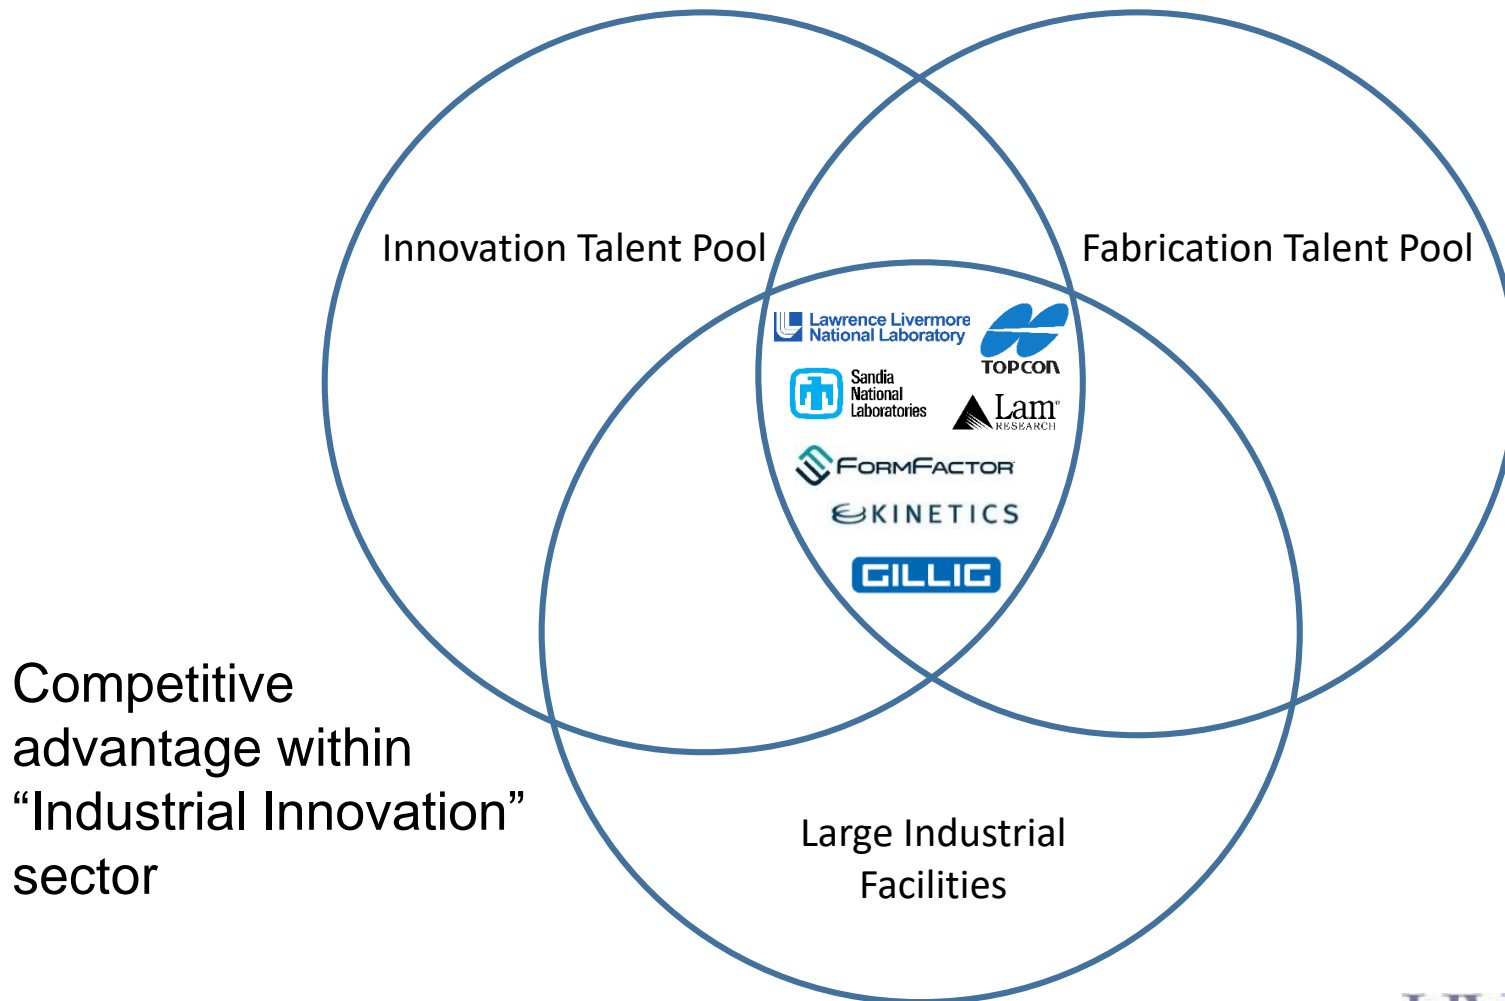 Innovation Talent Pool
Fabrication Talent Pool
Lawrence Livermore
National Laboratory
TOPCON
Sandia
National
Laboratories
Lam
RESEARCH
FORMFACTOR
KINETICS
GILLIG
Competitive
advantage within
“Industrial Innovation”
sector
Large Industrial
Facilities